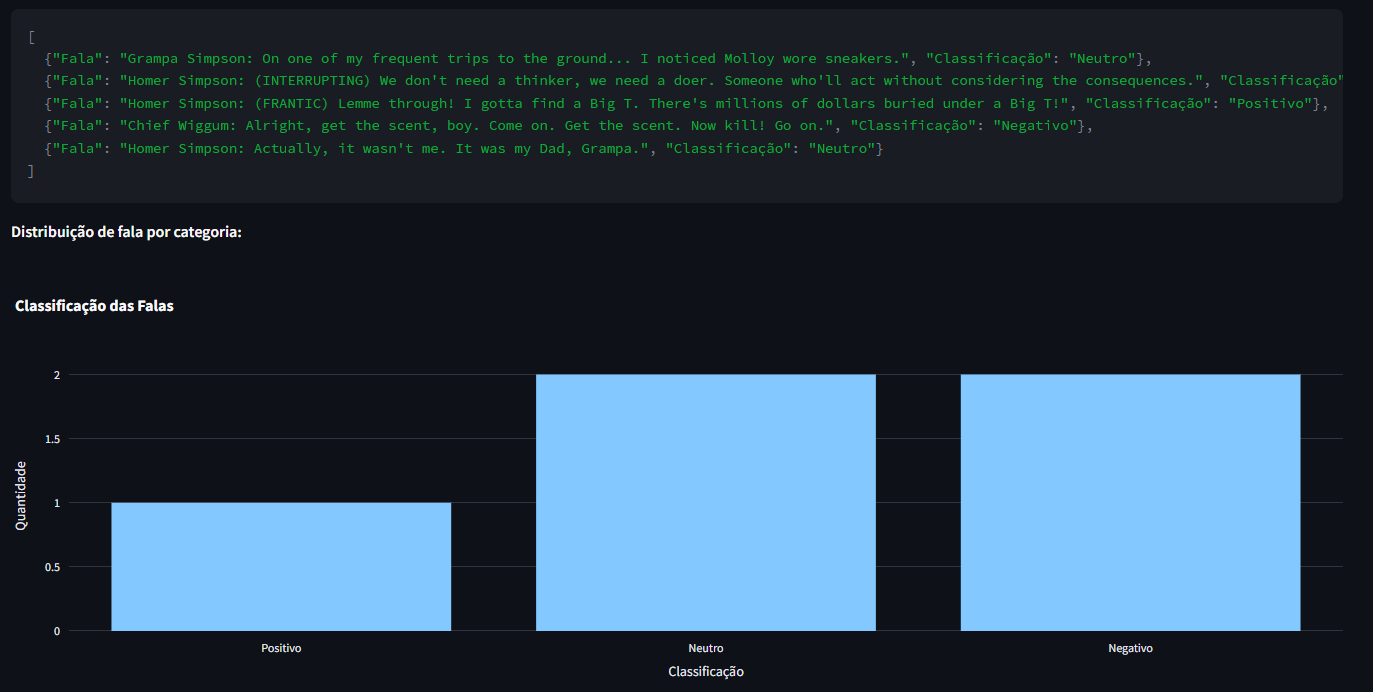 [
{"Fala": "Grampa Simpson: On one of my frequent trips to the ground... I noticed Molloy wore sneakers.", "Classificação": "Neutro"},
{"Fala": "Homer Simpson: (INTERRUPTING) We don't need a thinker, we need a doer. Someone who'll act without considering the consequences.", "Classificação"
{"Fala": "Homer Simpson: (FRANTIC) Lemme through! I gotta find a Big T. There's millions of dollars buried under a Big T!", "Classificação": "Positivo"},
{"Fala": "Chief Wiggum: Alright, get the scent, boy. Come on. Get the scent. Now kill! Go on.", "Classificação": "Negativo"},
{"Fala": "Homer Simpson: Actually, it wasn't me. It was my Dad, Grampa.", "Classificação": "Neutro"}
]
Distribuição de fala por categoria:
Classificação das Falas
2
1.5
1
0.5
0
Quantidade
Positivo
Neutro
Negativo
Classificação